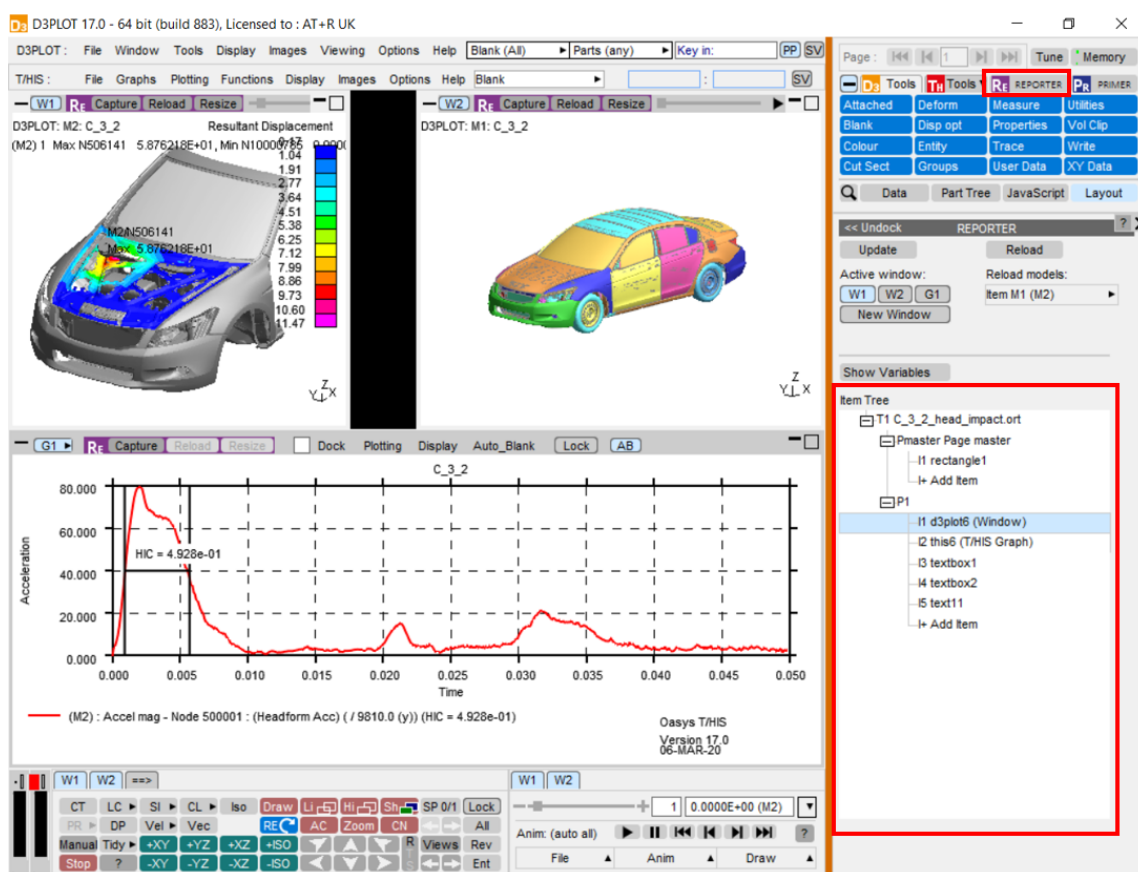 D3PLOT 17.0 - 64 bit (build 883), Licensed to : AT+R UK
D3PLOT : File Window Tools Display Images Viewing Options Help Blank (All) Parts (any) Key in: PP SV
T/HIS : File Graphs Plotting Functions Display Images Options Help Blank : SV
W1 RE Capture Reload Resize
D3PLOT: M2: C_3_2 Resultant Displacement
(M2) 1 Max N506141 5.876218E+01, Min N10000785
0.17
1.04
1.91
2.77
3.64
4.51
5.38
6.25
7.12
7.99
8.86
9.73
10.60
11.47
M2/N506141
Max 5.876218E+01
Z
Y X
W2 RE Capture Reload Resize
D3PLOT: M1: C_3_2
Z
Y X
G1 RE Capture Reload Resize Dock Plotting Display Auto_Blank Lock AB
C_3_2
80.000
60.000
40.000
20.000
0.000
Acceleration
HIC = 4.928e-01
0.000 0.005 0.010 0.015 0.020 0.025 0.030 0.035 0.040 0.045 0.050
Time
(M2) : Accel mag - Node 500001 : (Headform Acc) ( / 9810.0 (y)) (HIC = 4.928e-01)
Oasys T/HIS
Version 17.0
06-MAR-20
W1 W2 ==>
CT LC SI CL Iso Draw Li Hi Sh SP 0/1 Lock
PR DP Vel Vec RE AC Zoom CN All
Manual Tidy +XY +YZ +XZ +ISO R Views Rev
Stop ? -XY -YZ -XZ -ISO T S Ent
W1 W2
1 0.0000E+00 (M2)
Anim: (auto all) ?
File Anim Draw
Page : 1 Tune Memory
D3 Tools TH Tools RE REPORTER PR PRIMER
Attached Deform Measure Utilities
Blank Disp opt Properties Vol Clip
Colour Entity Trace Write
Cut Sect Groups User Data XY Data
Data Part Tree JavaScript Layout
<< Undock REPORTER ?
Update Reload
Active window: Reload models:
W1 W2 G1 Item M1 (M2)
New Window
Show Variables
Item Tree
T1 C_3_2_head_impact.ort
Pmaster Page master
I1 rectangle1
I+ Add Item
P1
I1 d3plot6 (Window)
I2 this6 (T/HIS Graph)
I3 textbox1
I4 textbox2
I5 text11
I+ Add Item